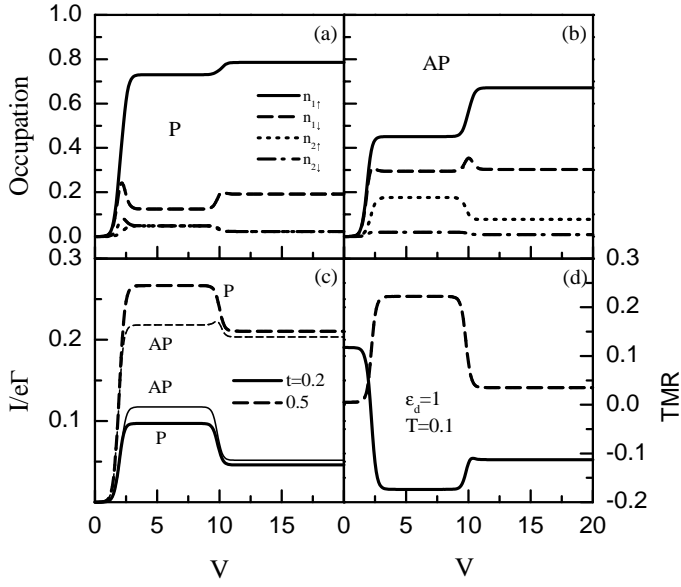 (a)
(b)
1.0
0.8
0.6
0.4
0.2
0.0
Occupation
P
AP
n1↑
n1↓
n2↑
n2↓
(c)
(d)
0.3
0.2
0.1
I/eΓ
P
AP
AP
P
t=0.2
0.5
εd=1
T=0.1
0.3
0.2
0.1
0.0
-0.1
-0.2
TMR
0 5 10 15
0 5 10 15 20
V
V